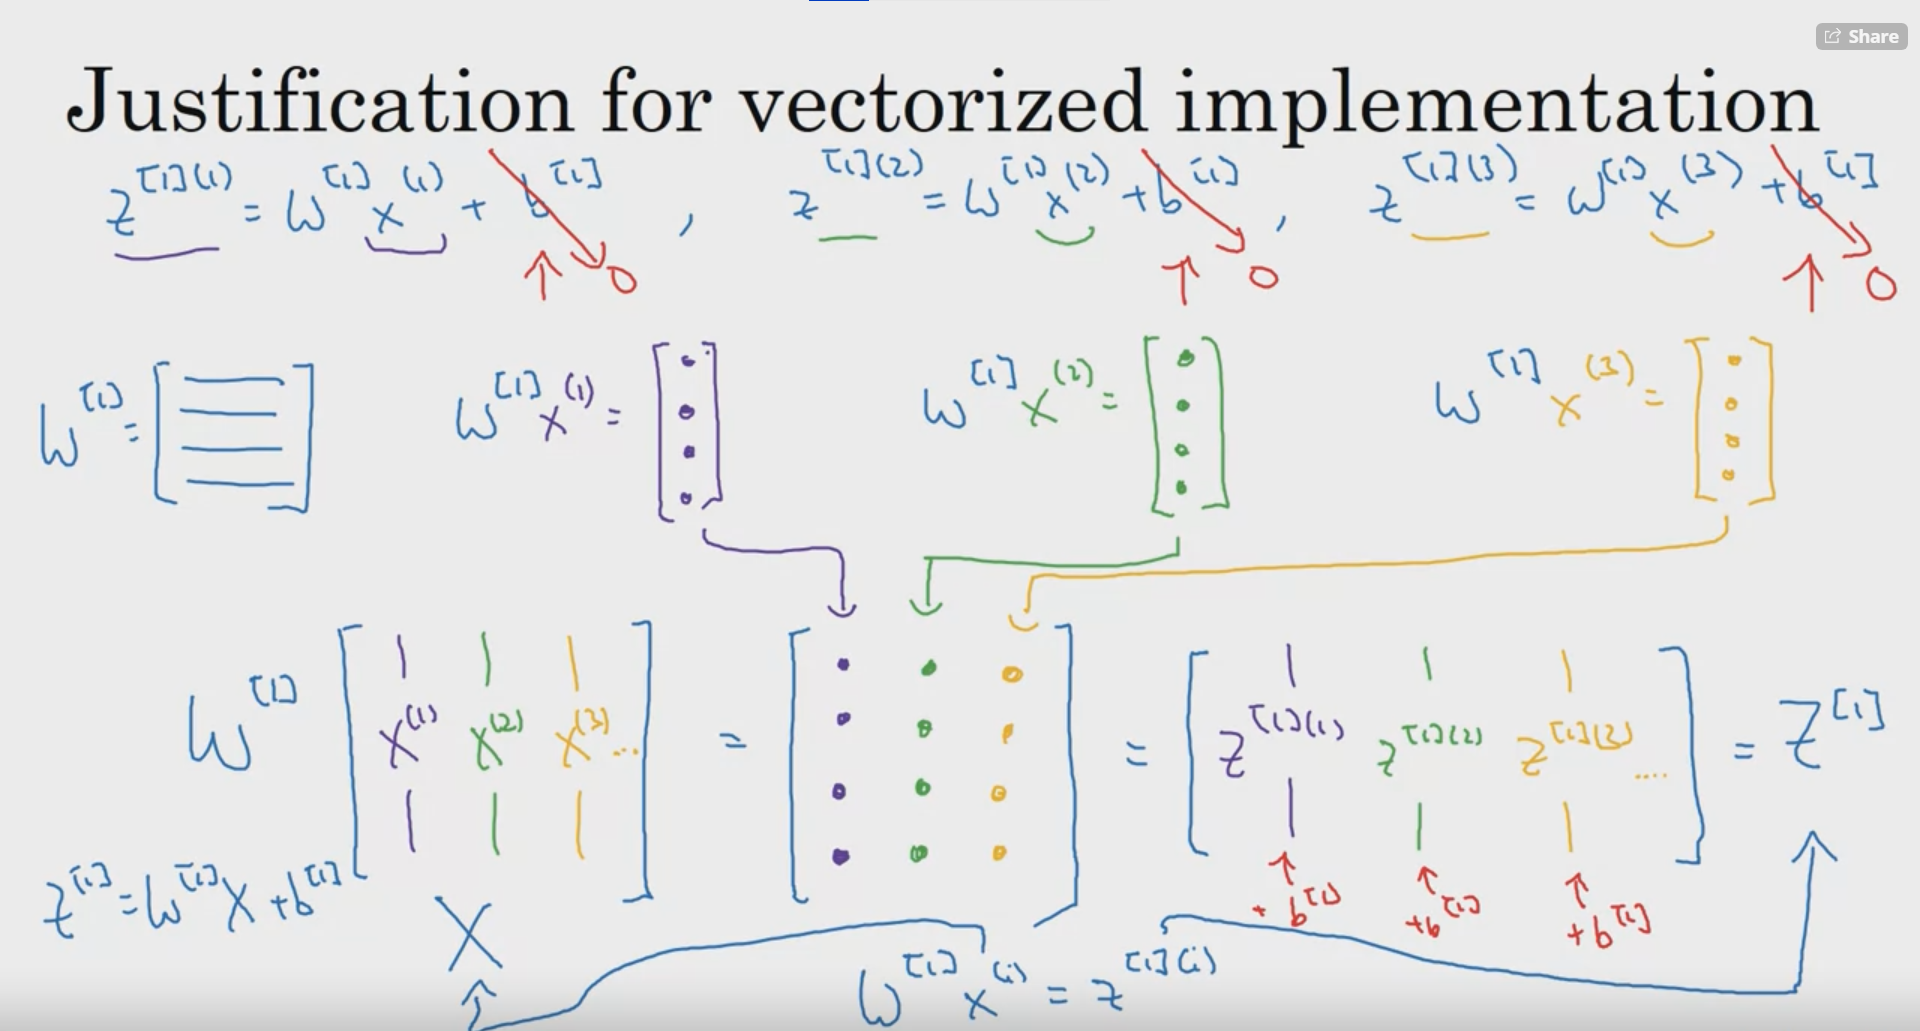 Share
Justification for vectorized implementation
z^{[1](1)} = W^{[1]} x^{(1)} + b^{[1]} , z^{[1](2)} = W^{[1]} x^{(2)} + b^{[1]} , z^{[1](3)} = W^{[1]} x^{(3)} + b^{[1]}
0 0 0
W^{[1]} = W^{[1]} x^{(1)} = W^{[1]} x^{(2)} = W^{[1]} x^{(3)} =
W^{[1]} [ x^{(1)} x^{(2)} x^{(3)} ... ] = = [ z^{[1](1)} z^{[1](2)} z^{[1](3)} .... ] = Z^{[1]}
Z^{[1]} = W^{[1]} X + b^{[1]} X + b^{[1]} + b^{[1]} + b^{[1]}
W^{[1]} x^{(i)} = z^{[1](i)}